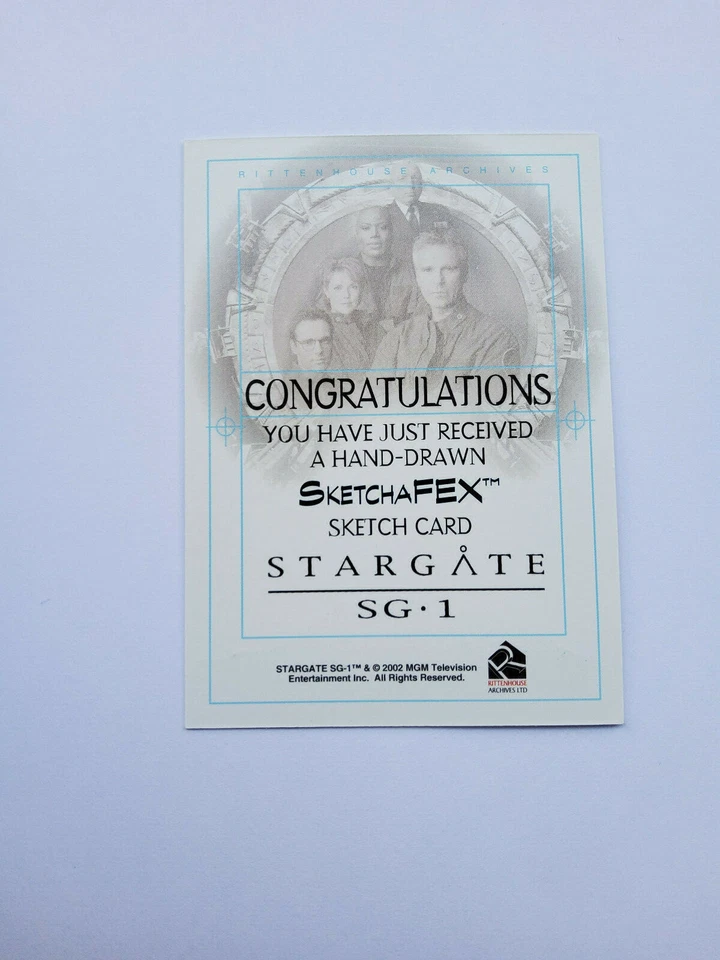 RITTENHOUSE ARCHIVES
CONGRATULATIONS
YOU HAVE JUST RECEIVED
A HAND-DRAWN
SKETCHAFEX™
SKETCH CARD
STARGATE
SG·1
STARGATE SG-1™ & © 2002 MGM Television
Entertainment Inc. All Rights Reserved.
RITTENHOUSE
ARCHIVES LTD